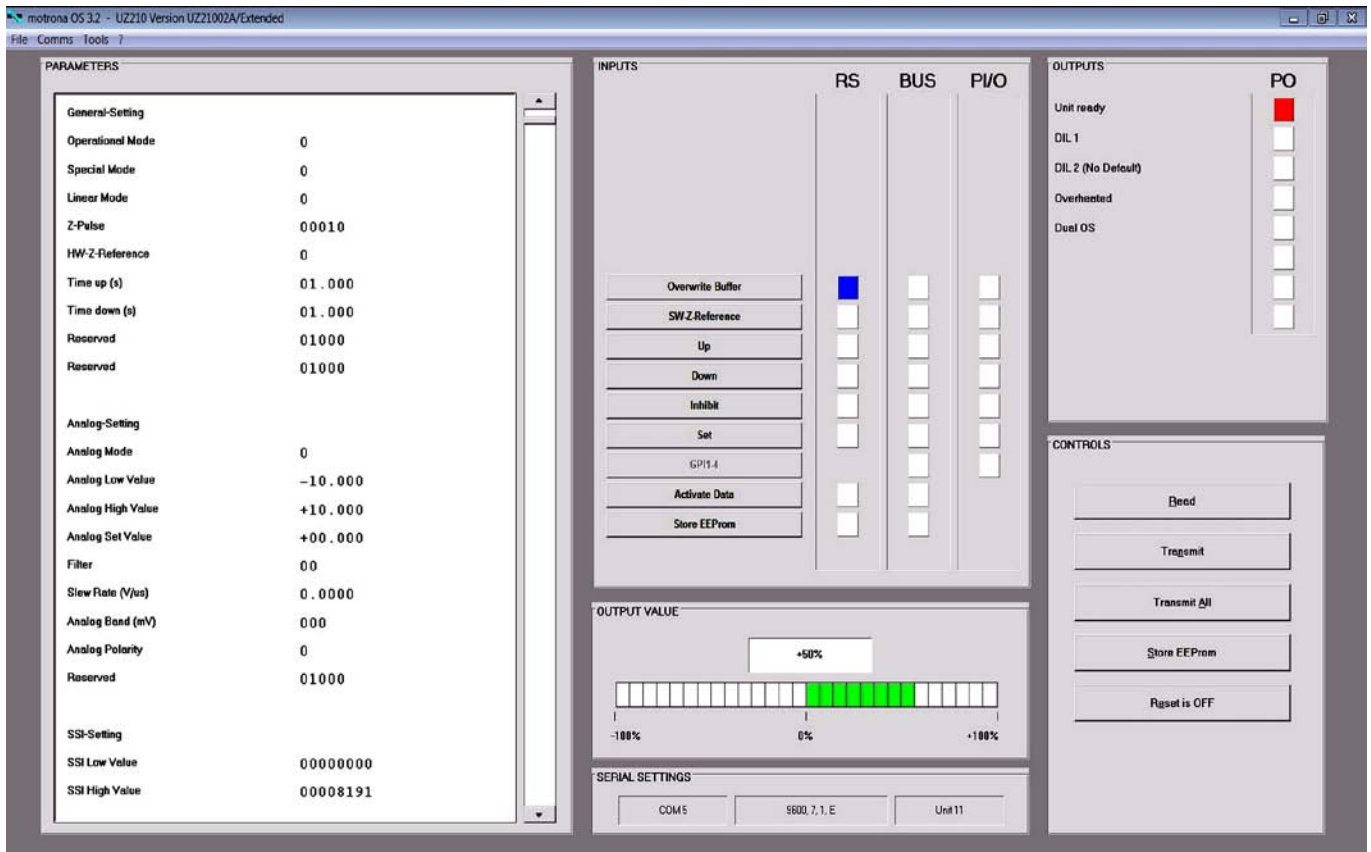 motrona OS 3.2 - UZ210 Version UZ21002A/Extended
File Comms Tools ?
PARAMETERS
General-Setting
Operational Mode 0
Special Mode 0
Linear Mode 0
Z-Pulse 00010
HW-Z-Reference 0
Time up (s) 01.000
Time down (s) 01.000
Reserved 01000
Reserved 01000
Analog-Setting
Analog Mode 0
Analog Low Value -10.000
Analog High Value +10.000
Analog Set Value +00.000
Filter 00
Slew Rate (V/us) 0.0000
Analog Band (mV) 000
Analog Polarity 0
Reserved 01000
SSI-Setting
SSI Low Value 00000000
SSI High Value 00008191
INPUTS
RS BUS PI/O
Overwrite Buffer
SW-Z-Reference
Up
Down
Inhibit
Set
GPI1-4
Activate Data
Store EEProm
OUTPUT VALUE
+50%
-100% 0% +100%
SERIAL SETTINGS
COM 5 9600, 7, 1, E Unit 11
OUTPUTS
PO
Unit ready
DIL 1
DIL 2 (No Default)
Overheated
Dual OS
CONTROLS
Read
Transmit
Transmit All
Store EEProm
Reset is OFF